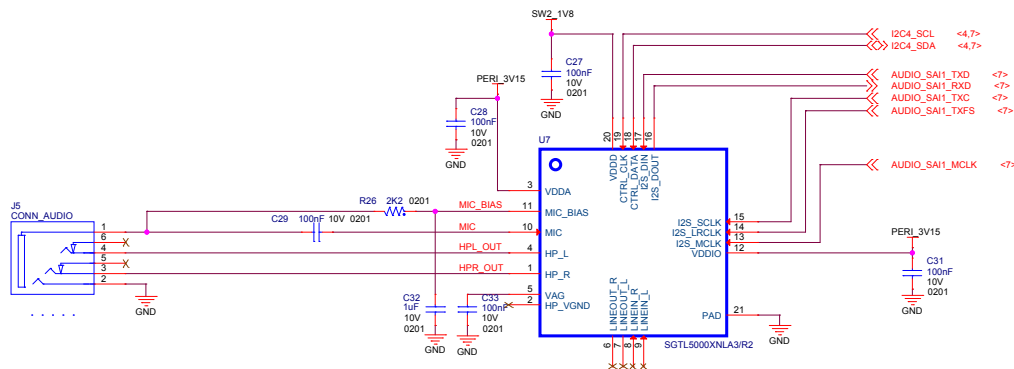 SW2_1V8
I2C4_SCL <4,7>
I2C4_SDA <4,7>
C27
100nF
10V
0201
GND
PERI_3V15
AUDIO_SAI1_TXD <7>
AUDIO_SAI1_RXD <7>
AUDIO_SAI1_TXC <7>
AUDIO_SAI1_TXFS <7>
C28
100nF
10V
0201
GND
U7
20
19
18
17
16
VDDD
CTRL_CLK
CTRL_DATA
I2S_DIN
I2S_DOUT
AUDIO_SAI1_MCLK <7>
3 VDDA
R26 2K2 0201
MIC_BIAS
11 MIC_BIAS
J5
CONN_AUDIO
C29 100nF 10V 0201
MIC
10 MIC
HPL_OUT
4 HP_L
HPR_OUT
1 HP_R
1
6
4
5
3
2
GND
I2S_SCLK 15
I2S_LRCLK 14
I2S_MCLK 13
VDDIO 12
PERI_3V15
C31
100nF
10V
0201
GND
5 VAG
2 HP_VGND
C32
1uF
10V
0201
GND
C33
100nF
10V
0201
GND
LINEOUT_R
LINEOUT_L
LINEIN_R
LINEIN_L
6
7
8
9
PAD 21
GND
SGTL5000XNLA3/R2